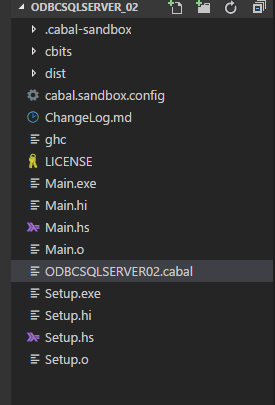 ODBCSQLSERVER_02
.cabal-sandbox
cbits
dist
cabal.sandbox.config
ChangeLog.md
ghc
LICENSE
Main.exe
Main.hi
Main.hs
Main.o
ODBCSQLSERVER02.cabal
Setup.exe
Setup.hi
Setup.hs
Setup.o